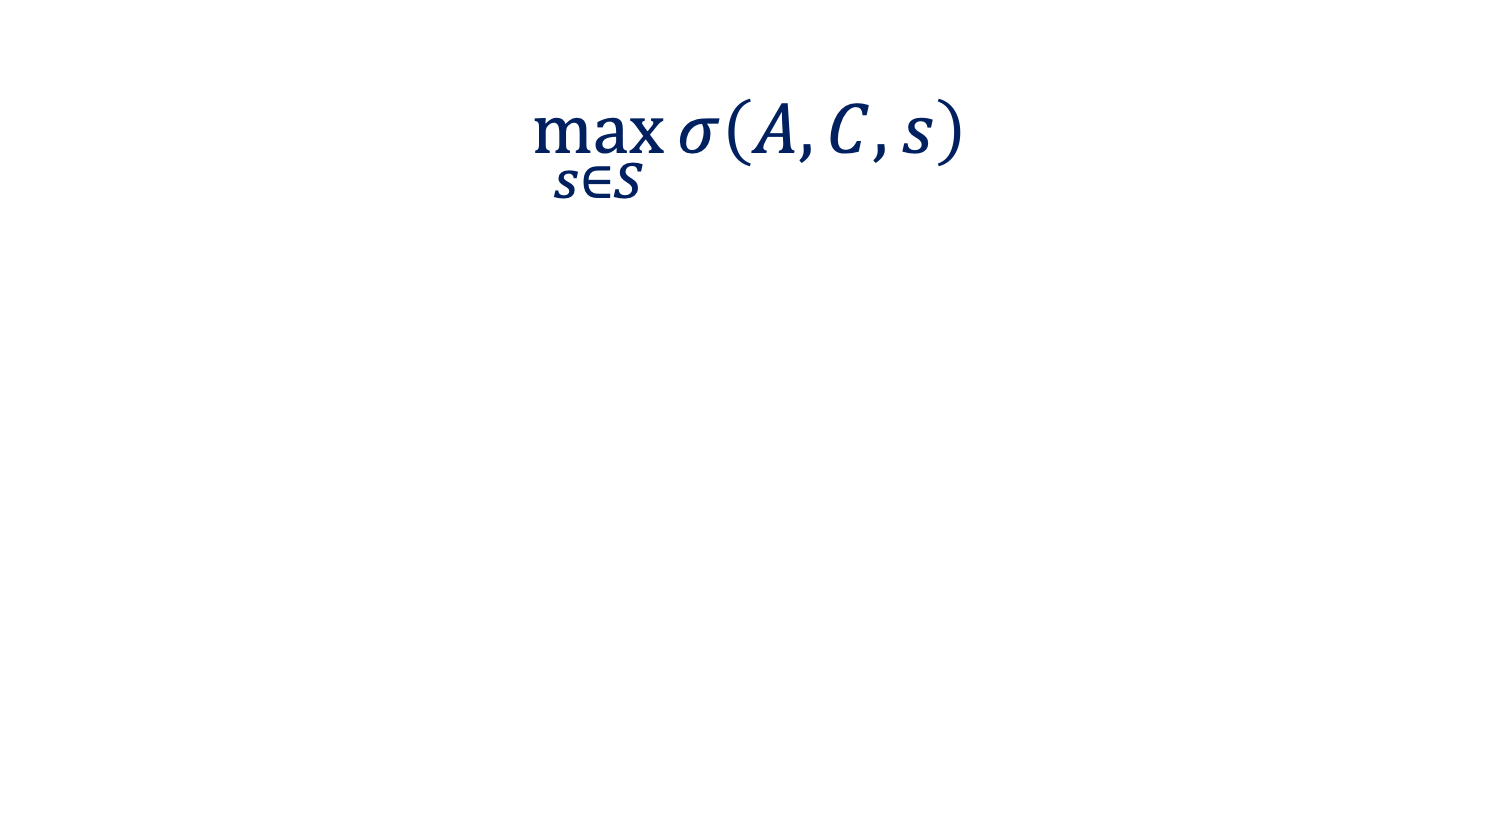 max σ(A, C, s)
s∈S